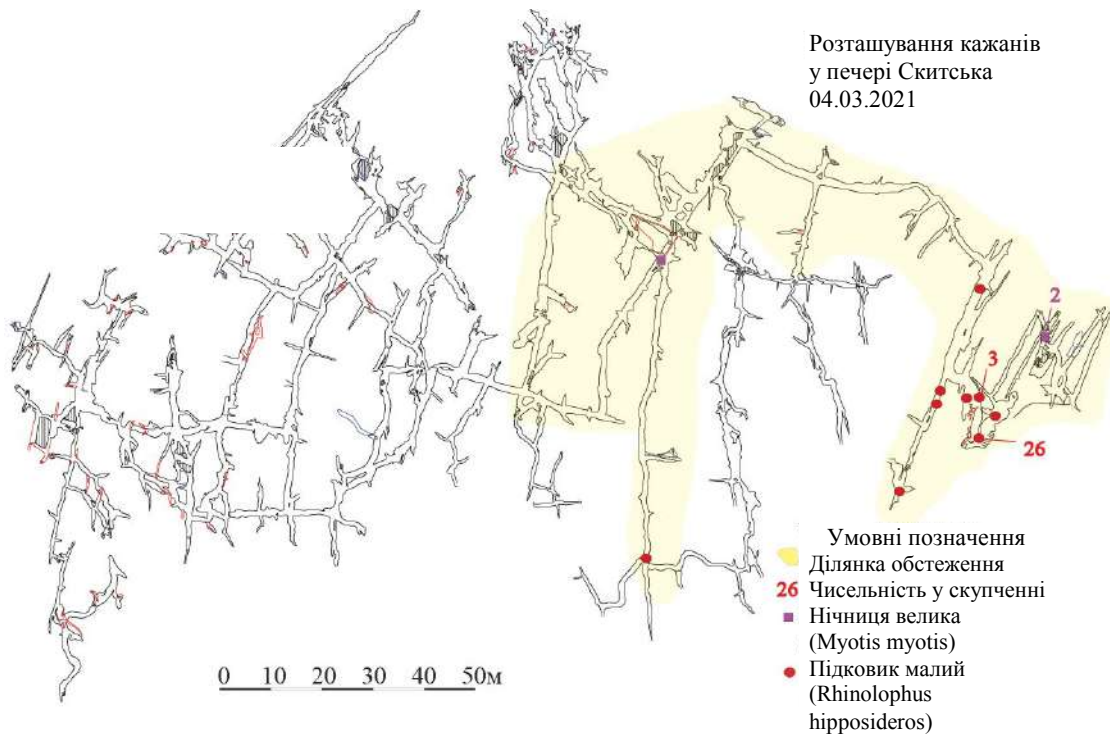 Розташування кажанів
у печері Скитська
04.03.2021
2
3
26
Умовні позначення
Ділянка обстеження
26 Чисельність у скупченні
Нічниця велика
(Myotis myotis)
Підковик малий
(Rhinolophus
hipposideros)
0 10 20 30 40 50м